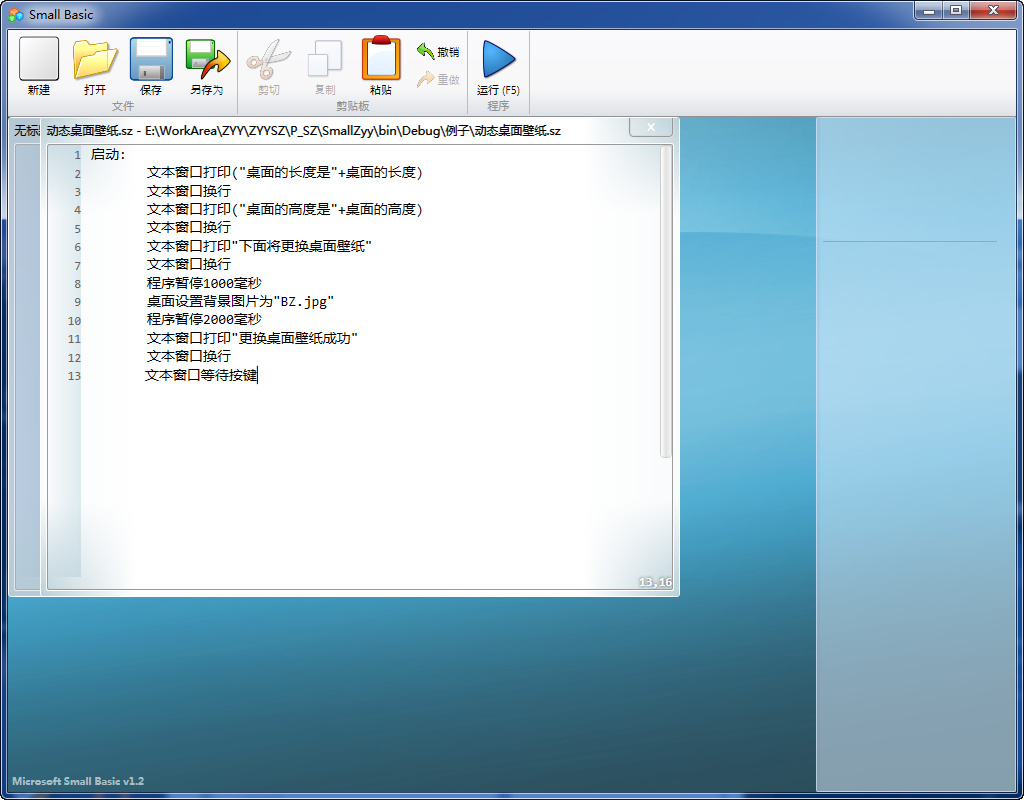 Small Basic
新建
打开
保存
另存为
文件
剪切
复制
粘贴
撤销
重做
剪贴板
运行 (F5)
程序
无标
动态桌面壁纸.sz - E:\WorkArea\ZYY\ZYYSZ\P_SZ\SmallZyy\bin\Debug\例子\动态桌面壁纸.sz
1 启动:
2 文本窗口打印("桌面的长度是"+桌面的长度)
3 文本窗口换行
4 文本窗口打印("桌面的高度是"+桌面的高度)
5 文本窗口换行
6 文本窗口打印"下面将更换桌面壁纸"
7 文本窗口换行
8 程序暂停1000毫秒
9 桌面设置背景图片为"BZ.jpg"
10 程序暂停2000毫秒
11 文本窗口打印"更换桌面壁纸成功"
12 文本窗口换行
13 文本窗口等待按键
13,16
Microsoft Small Basic v1.2